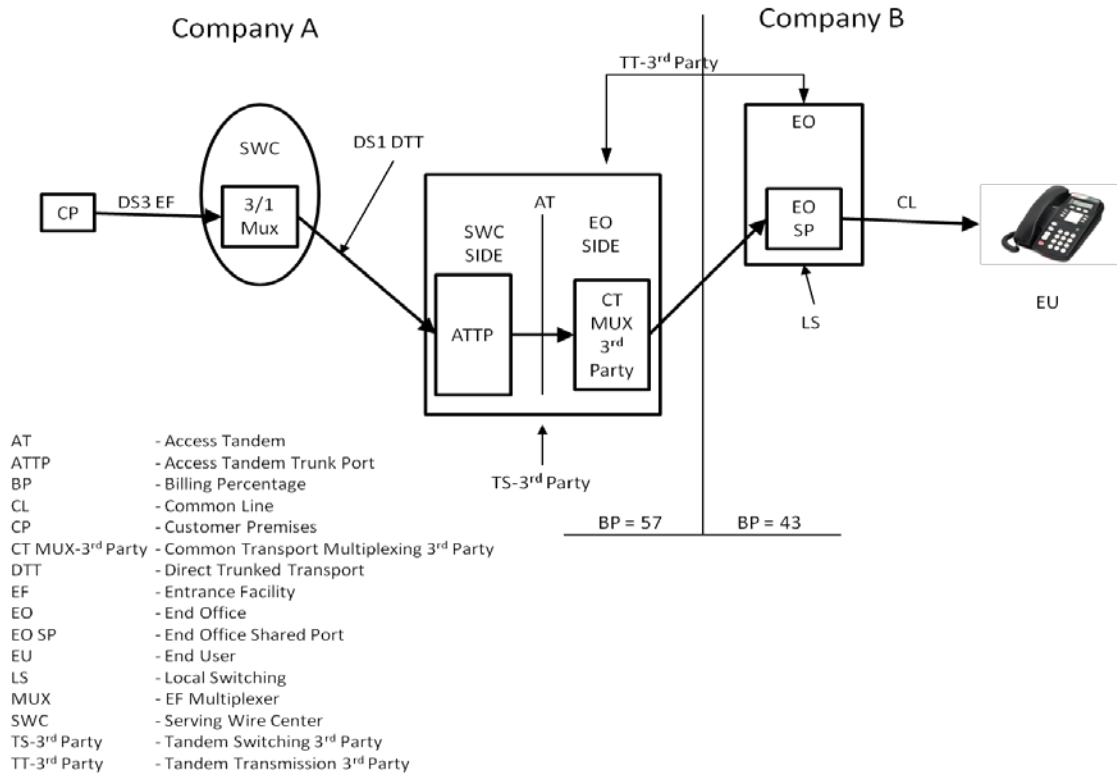 Company A
Company B
TT-3rd Party
EO
SWC
DS1 DTT
CP
DS3 EF
3/1
Mux
AT
SWC
SIDE
EO
SIDE
EO
SP
CL
ATTP
CT
MUX
3rd
Party
LS
EU
TS-3rd Party
BP = 57
BP = 43
AT - Access Tandem
ATTP - Access Tandem Trunk Port
BP - Billing Percentage
CL - Common Line
CP - Customer Premises
CT MUX-3rd Party - Common Transport Multiplexing 3rd Party
DTT - Direct Trunked Transport
EF - Entrance Facility
EO - End Office
EO SP - End Office Shared Port
EU - End User
LS - Local Switching
MUX - EF Multiplexer
SWC - Serving Wire Center
TS-3rd Party - Tandem Switching 3rd Party
TT-3rd Party - Tandem Transmission 3rd Party